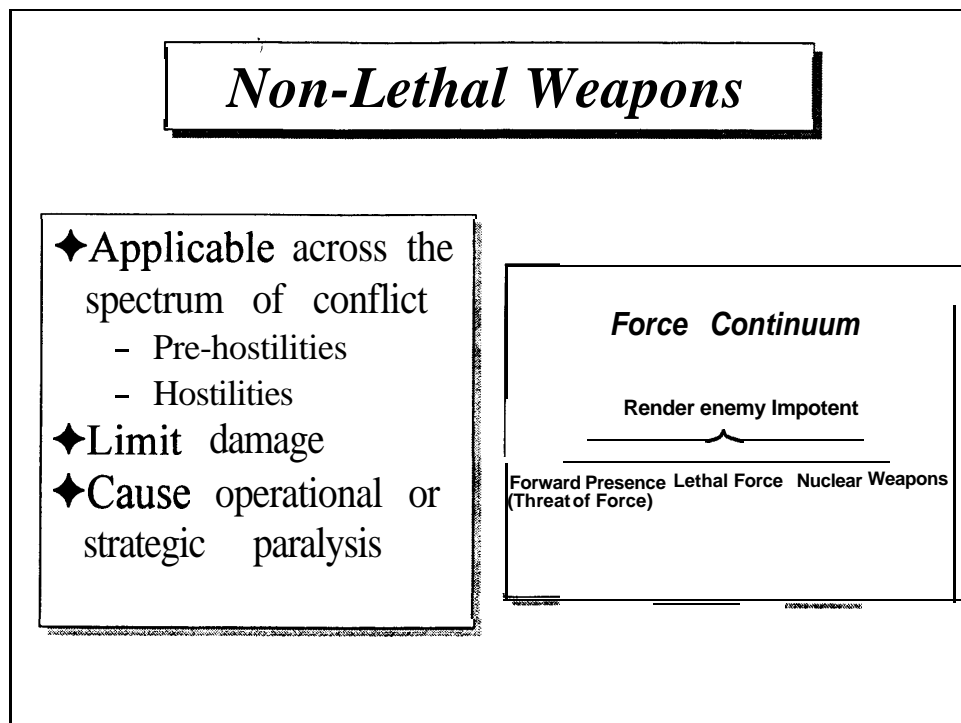 Non-Lethal Weapons
✦Applicable across the
spectrum of conflict
– Pre-hostilities
– Hostilities
✦Limit damage
✦Cause operational or
strategic paralysis
Force Continuum
Render enemy Impotent
Forward Presence Lethal Force Nuclear Weapons
(Threat of Force)